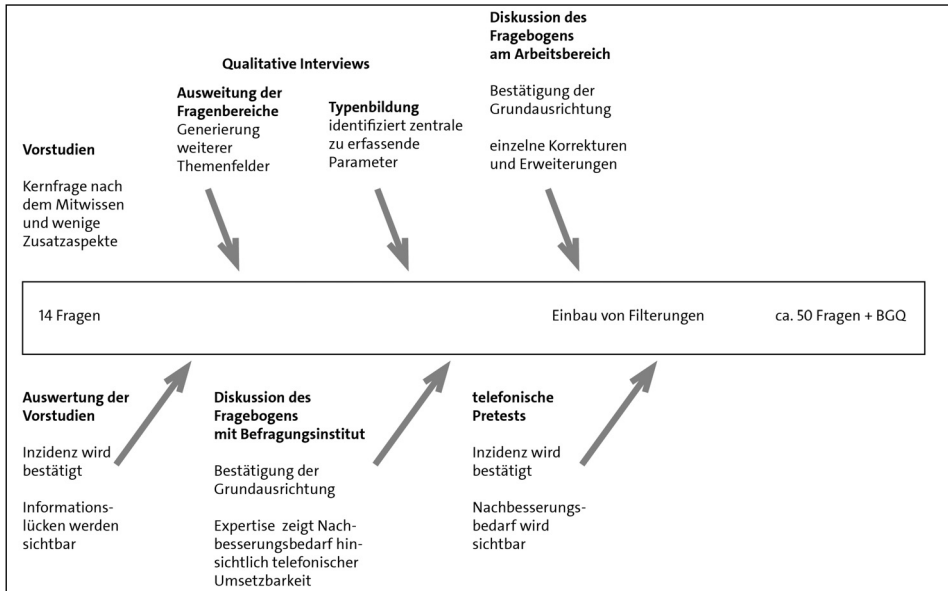 Vorstudien
Kernfrage nach
dem Mitwissen
und wenige
Zusatzaspekte
Qualitative Interviews
Ausweitung der
Fragenbereiche
Generierung
weiterer
Themenfelder
Typenbildung
identifiziert zentrale
zu erfassende
Parameter
Diskussion des
Fragebogens
am Arbeitsbereich
Bestätigung der
Grundausrichtung
einzelne Korrekturen
und Erweiterungen
14 Fragen
Einbau von Filterungen
ca. 50 Fragen + BGQ
Auswertung der
Vorstudien
Inzidenz wird
bestätigt
Informations-
lücken werden
sichtbar
Diskussion des
Fragebogens
mit Befragungsinstitut
Bestätigung der
Grundausrichtung
Expertise zeigt Nach-
besserungsbedarf hin-
sichtlich telefonischer
Umsetzbarkeit
telefonische
Pretests
Inzidenz wird
bestätigt
Nachbesserungs-
bedarf wird
sichtbar